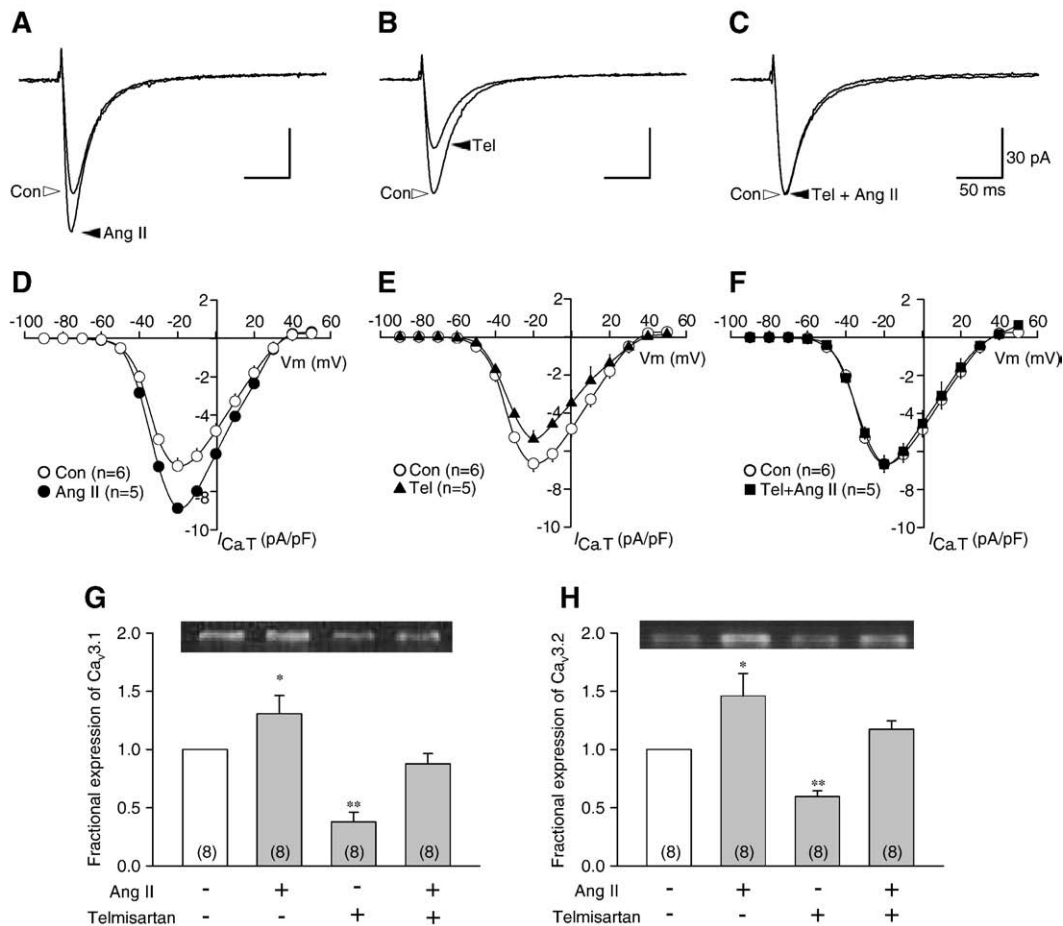 A
B
C
Con
Ang II
Tel
Con
Con
Tel + Ang II
30 pA
50 ms
D
E
F
2
-100 -80 -60 -40 -20 20 40 60
Vm (mV)
-2
-4
-6
-8
-10
Con (n=6)
Ang II (n=5)
ICa.T (pA/pF)
2
-100 -80 -60 -40 -20 20 40 60
Vm (mV)
-2
-4
-6
-8
-10
Con (n=6)
Tel (n=5)
ICa.T (pA/pF)
2
-100 -80 -60 -40 -20 20 40 60
Vm (mV)
-2
-4
-6
-8
-10
Con (n=6)
Tel+Ang II (n=5)
ICa.T (pA/pF)
G
Fractional expression of Cav3.1
2.0
1.5
1.0
0.5
0.0
*
**
(8) (8) (8) (8)
Ang II - + - +
Telmisartan - - + +
H
Fractional expression of Cav3.2
2.0
1.5
1.0
0.5
0.0
*
**
(8) (8) (8) (8)
Ang II - + - +
Telmisartan - - + +